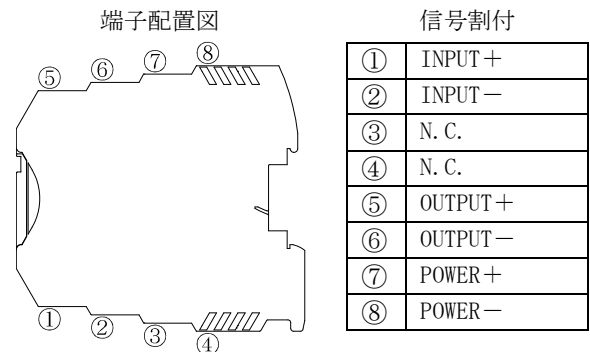 端子配置図
⑤ ⑥ ⑦ ⑧
① ② ③ ④
信号割付
① INPUT＋
② INPUT－
③ N.C.
④ N.C.
⑤ OUTPUT＋
⑥ OUTPUT－
⑦ POWER＋
⑧ POWER－